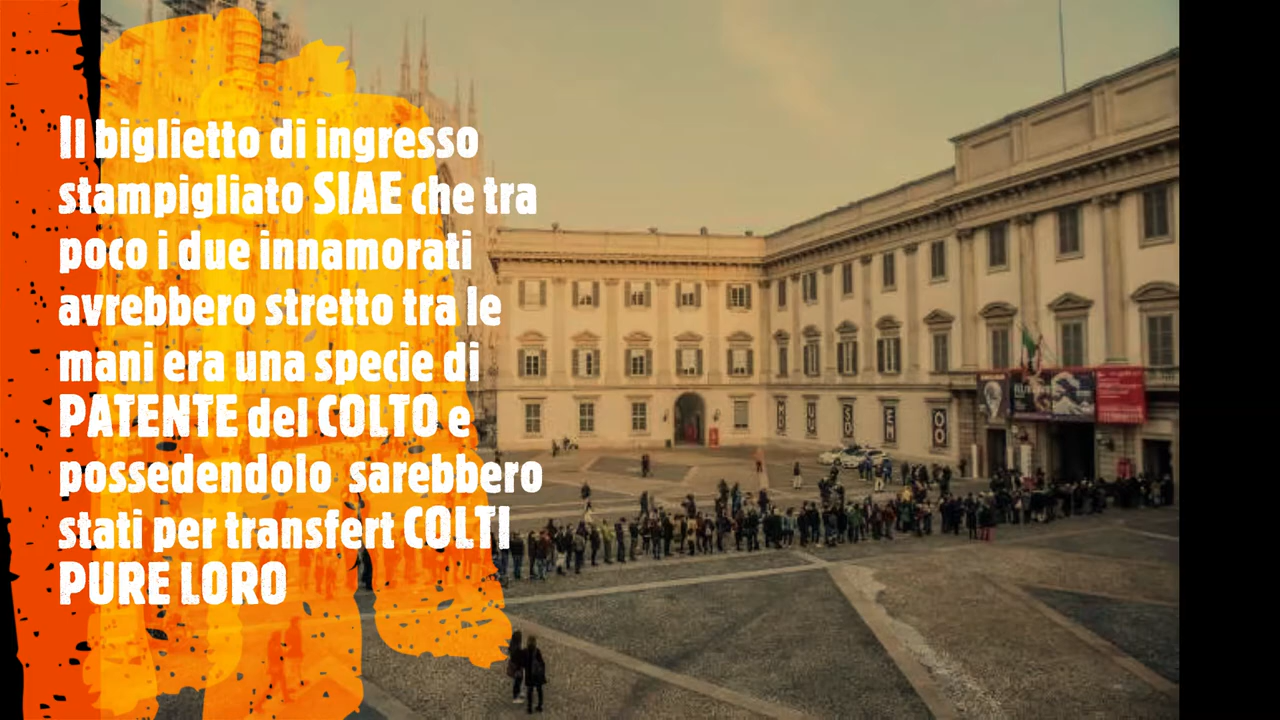 Il biglietto di ingresso
stampigliato SIAE che tra
poco i due innamorati
avrebbero stretto tra le
mani era una specie di
PATENTE del COLTO e
possedendolo sarebbero
stati per transfert COLTI
PURE LORO
M U S E O